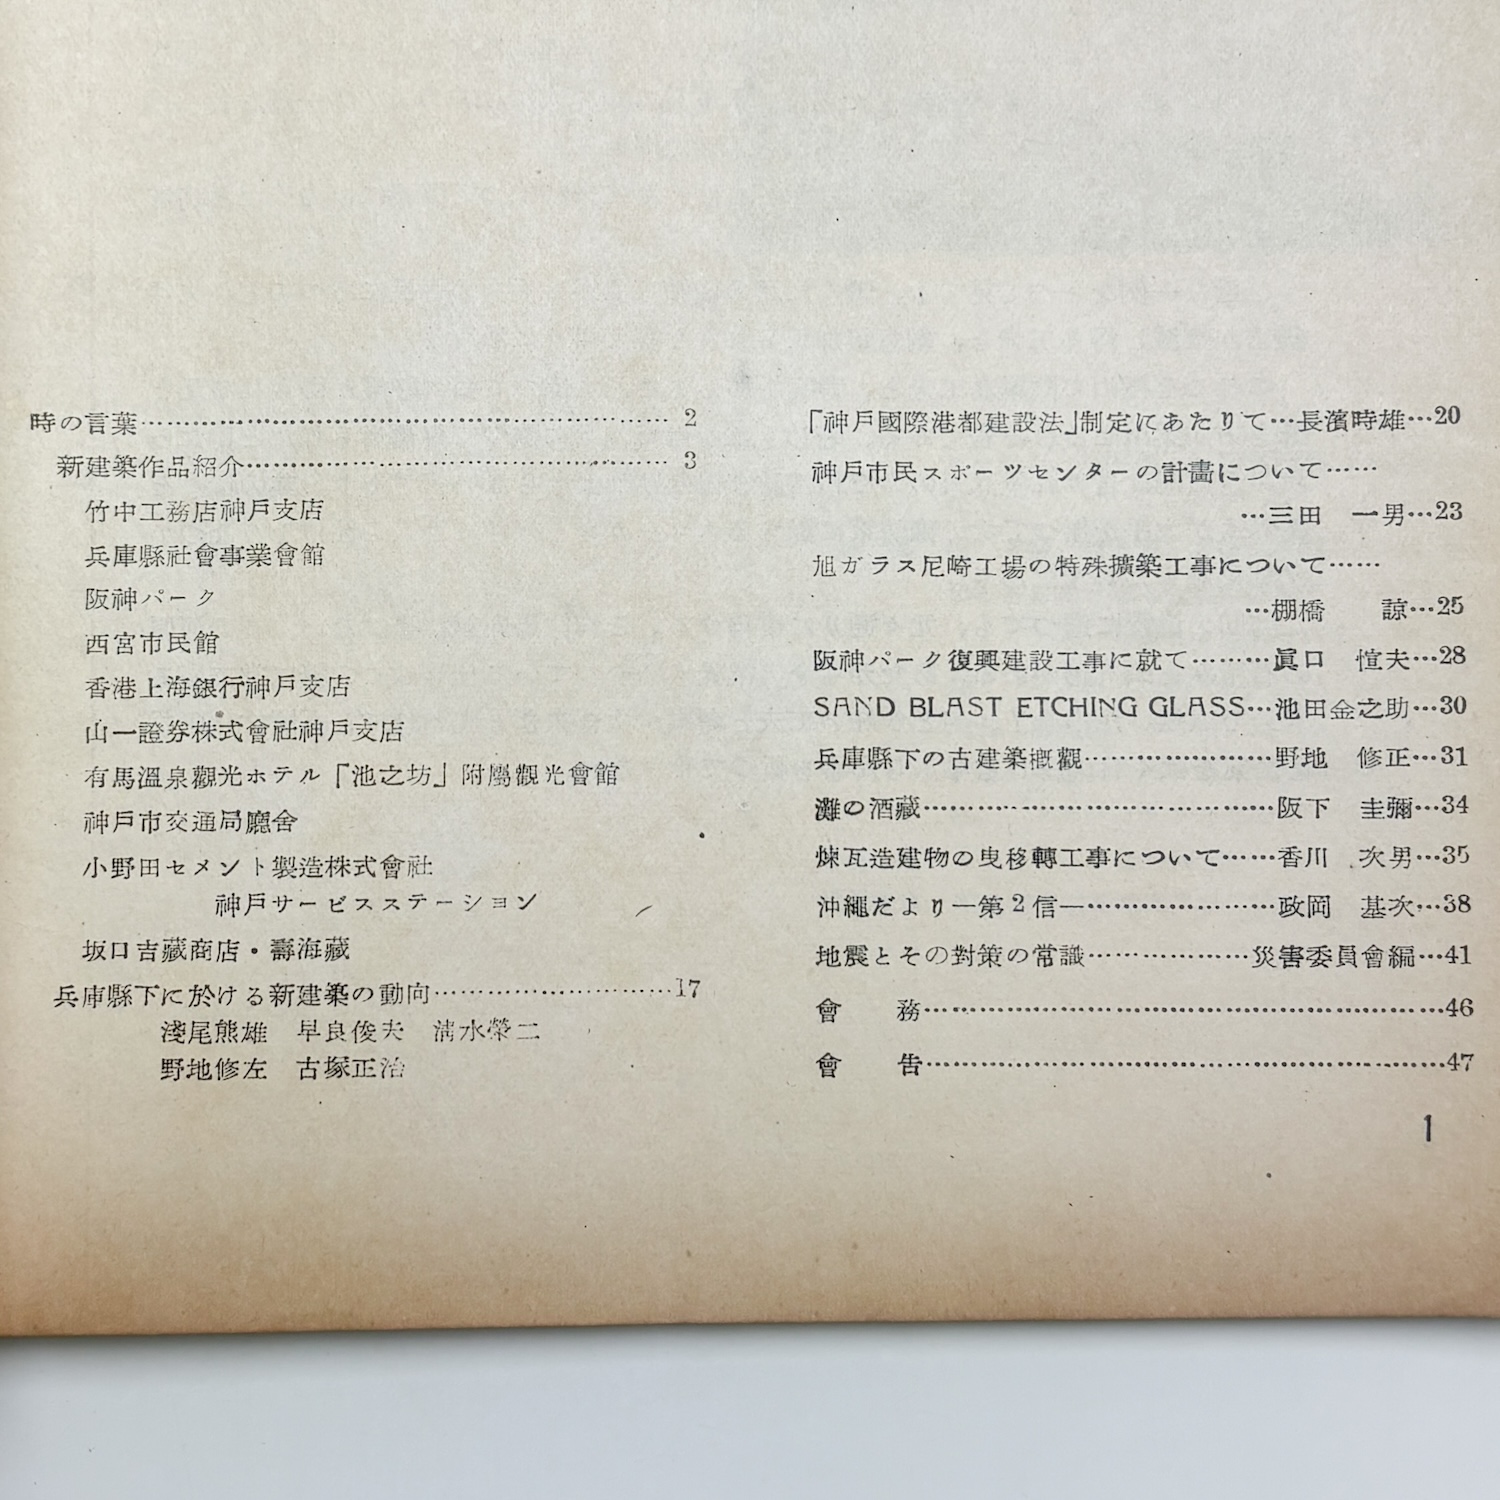 時の言葉…………………………………………………… 2
新建築作品紹介………………………………………… 3
竹中工務店神戶支店
兵庫縣社會事業會館
阪神パーク
西宮市民館
香港上海銀行神戶支店
山一證券株式會社神戶支店
有馬溫泉觀光ホテル「池之坊」附屬觀光會館
神戶市交通局廳舍
小野田セメント製造株式會社
神戶サービスステーション
坂口吉藏商店・壽海藏
兵庫縣下に於ける新建築の動向………………………17
淺尾熊雄 早良俊夫 淸水榮二
野地修左 古塚正治
「神戶國際港都建設法」制定にあたりて…長濱時雄…20
神戶市民スポーツセンターの計畵について……
…三田 一男…23
旭ガラス尼崎工場の特殊擴築工事について……
…棚橋 諒…25
阪神パーク復興建設工事に就て………眞口 愃夫…28
SAND BLAST ETCHING GLASS…池田金之助…30
兵庫縣下の古建築槪觀…………………野地 修正…31
灘の酒藏…………………………………阪下 圭彌…34
煉瓦造建物の曳移轉工事について……香川 次男…35
沖繩だより—第2信—…………………政岡 基次…38
地震とその對策の常識………………災害委員會編…41
會 務…………………………………………………46
會 告…………………………………………………47
1